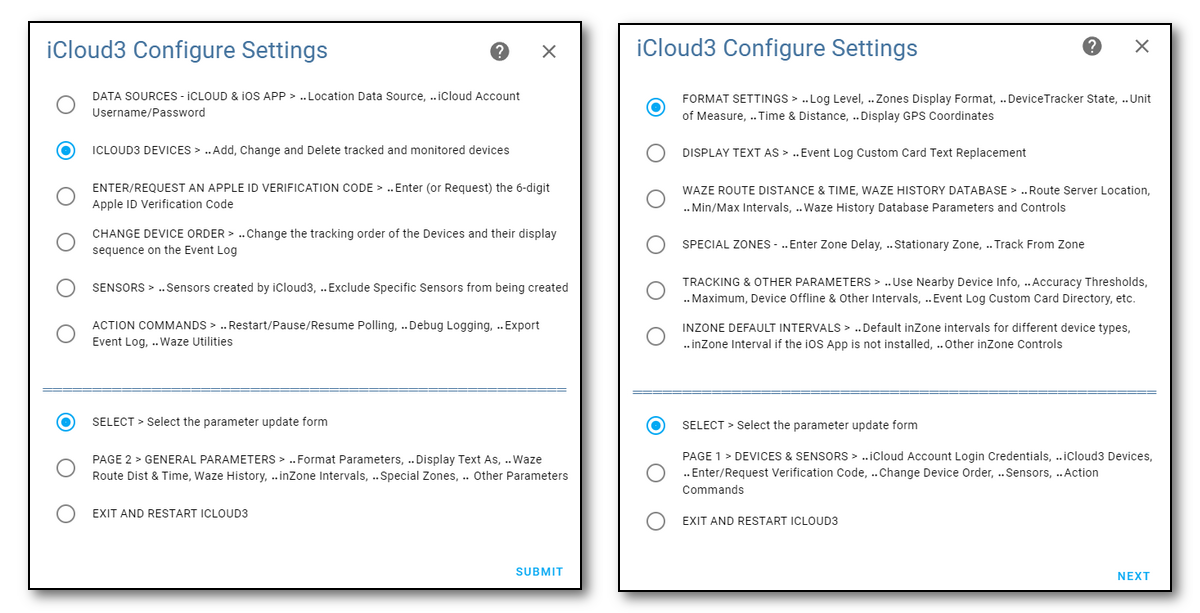 iCloud3 Configure Settings
DATA SOURCES - iCLOUD & iOS APP > ..Location Data Source, ..iCloud Account
Username/Password
ICLOUD3 DEVICES > ..Add, Change and Delete tracked and monitored devices
ENTER/REQUEST AN APPLE ID VERIFICATION CODE > ..Enter (or Request) the 6-digit
Apple ID Verification Code
CHANGE DEVICE ORDER > ..Change the tracking order of the Devices and their display
sequence on the Event Log
SENSORS > ..Sensors created by iCloud3, ..Exclude Specific Sensors from being created
ACTION COMMANDS > ..Restart/Pause/Resume Polling, ..Debug Logging, ..Export
Event Log, ..Waze Utilities
SELECT > Select the parameter update form
PAGE 2 > GENERAL PARAMETERS > ..Format Parameters, ..Display Text As, ..Waze
Route Dist & Time, Waze History, ..inZone Intervals, ..Special Zones, .. Other Parameters
EXIT AND RESTART ICLOUD3
SUBMIT
iCloud3 Configure Settings
FORMAT SETTINGS > ..Log Level, ..Zones Display Format, ..DeviceTracker State, ..Unit
of Measure, ..Time & Distance, ..Display GPS Coordinates
DISPLAY TEXT AS > ..Event Log Custom Card Text Replacement
WAZE ROUTE DISTANCE & TIME, WAZE HISTORY DATABASE > ..Route Server Location,
..Min/Max Intervals, ..Waze History Database Parameters and Controls
SPECIAL ZONES - ..Enter Zone Delay, ..Stationary Zone, ..Track From Zone
TRACKING & OTHER PARAMETERS > ..Use Nearby Device Info, ..Accuracy Thresholds,
..Maximum, Device Offline & Other Intervals, ..Event Log Custom Card Directory, etc.
INZONE DEFAULT INTERVALS > ..Default inZone intervals for different device types,
..inZone Interval if the iOS App is not installed, ..Other inZone Controls
SELECT > Select the parameter update form
PAGE 1 > DEVICES & SENSORS > ..iCloud Account Login Credentials, ..iCloud3 Devices,
..Enter/Request Verification Code, ..Change Device Order, ..Sensors, ..Action
Commands
EXIT AND RESTART ICLOUD3
NEXT